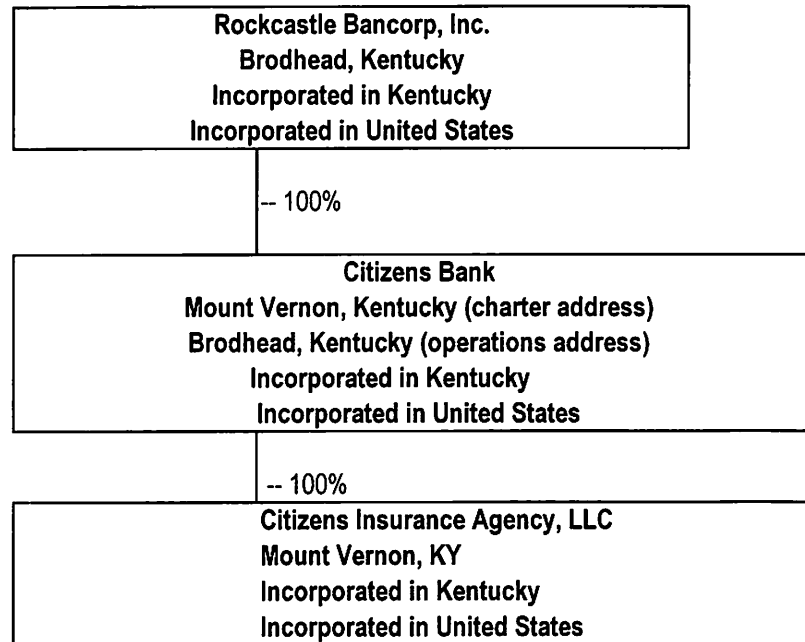 Rockcastle Bancorp, Inc.
Brodhead, Kentucky
Incorporated in Kentucky
Incorporated in United States
-- 100%
Citizens Bank
Mount Vernon, Kentucky (charter address)
Brodhead, Kentucky (operations address)
Incorporated in Kentucky
Incorporated in United States
-- 100%
Citizens Insurance Agency, LLC
Mount Vernon, KY
Incorporated in Kentucky
Incorporated in United States